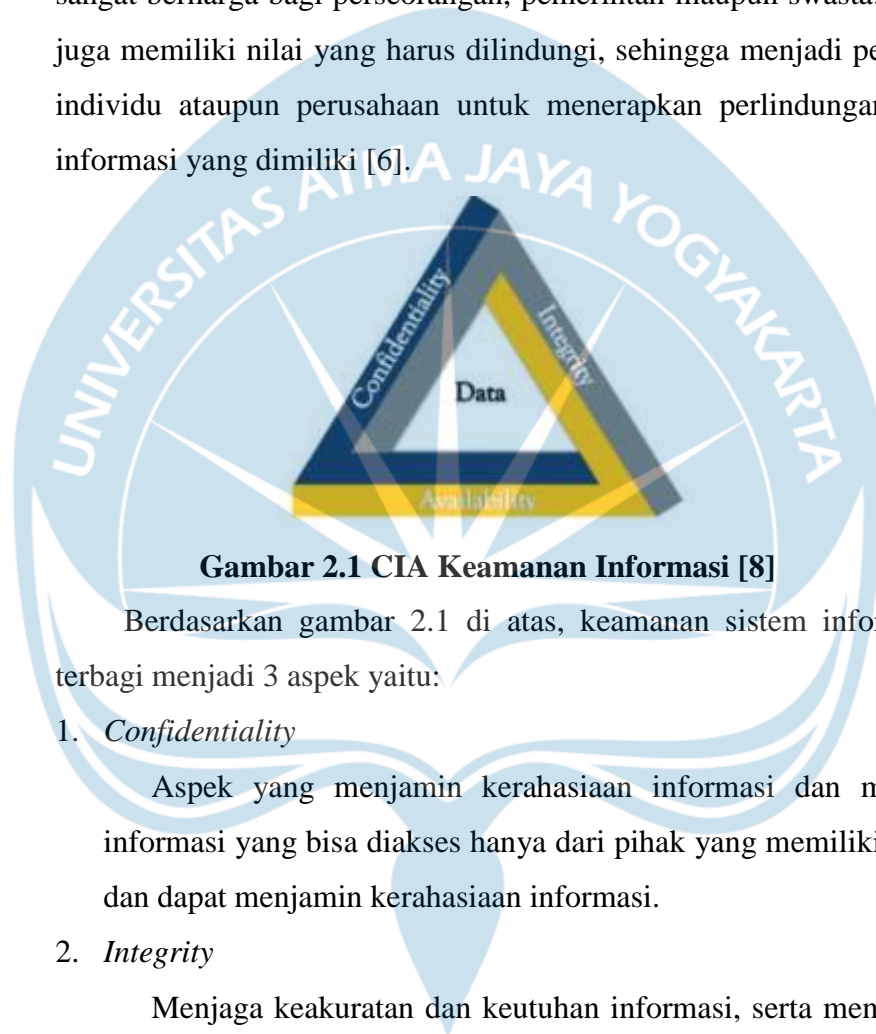 sangat berharga bagi perseorangan, pemerintah maupun swasta
juga memiliki nilai yang harus dilindungi, sehingga menjadi
individu ataupun perusahaan untuk menerapkan
informasi yang dimiliki [6].
UNIVERSITAS ATMA JAYA YOGYAKARTA
Confidentiality
Integrity
Data
Availability
Gambar 2.1 CIA Keamanan Informasi [8]
Berdasarkan gambar 2.1 di atas, keamanan sistem
terbagi menjadi 3 aspek yaitu:
1. Confidentiality
Aspek yang menjamin kerahasiaan informasi dan
informasi yang bisa diakses hanya dari pihak yang memiliki
dan dapat menjamin kerahasiaan informasi.
2. Integrity
Menjaga keakuratan dan keutuhan informasi, serta